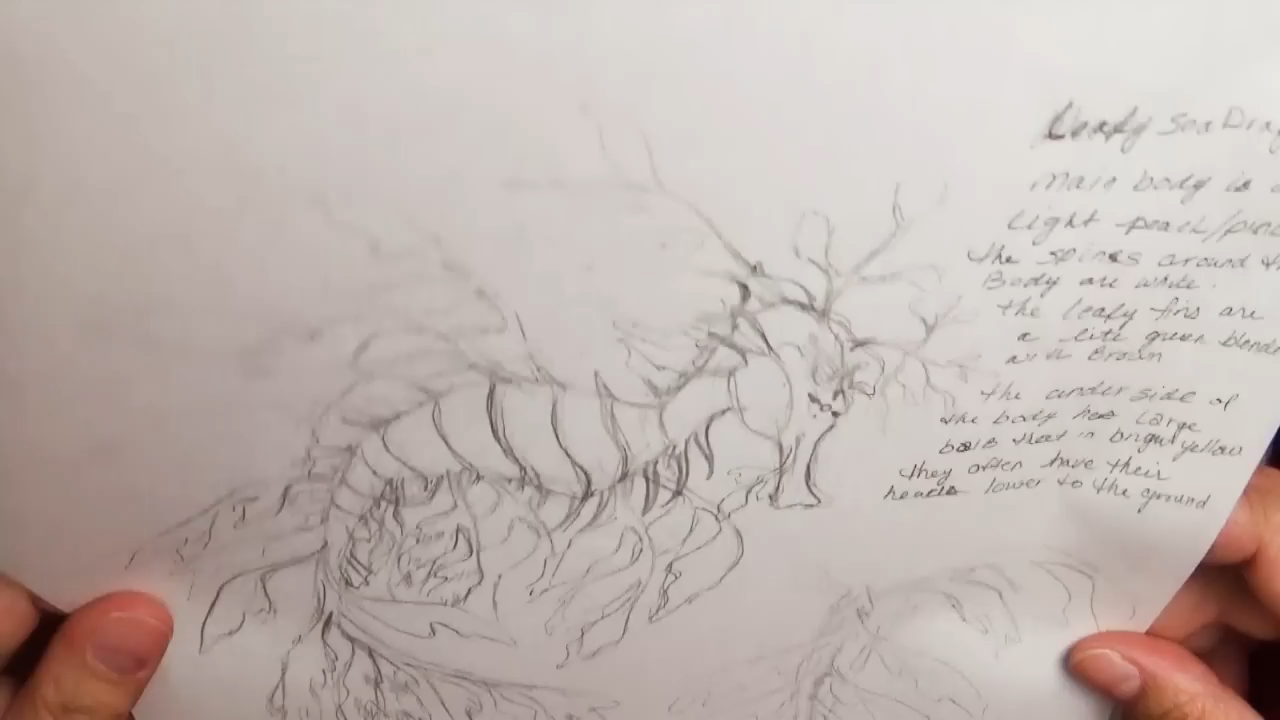 Leafy Sea Drag
Main body is a
Light peach/pink
the spines around th
Body are white.
the leafy fins are
a lite green blende
with Brown
the under side of
the body has Large
bulb that is bright yellow
they often have their
heads lower to the ground